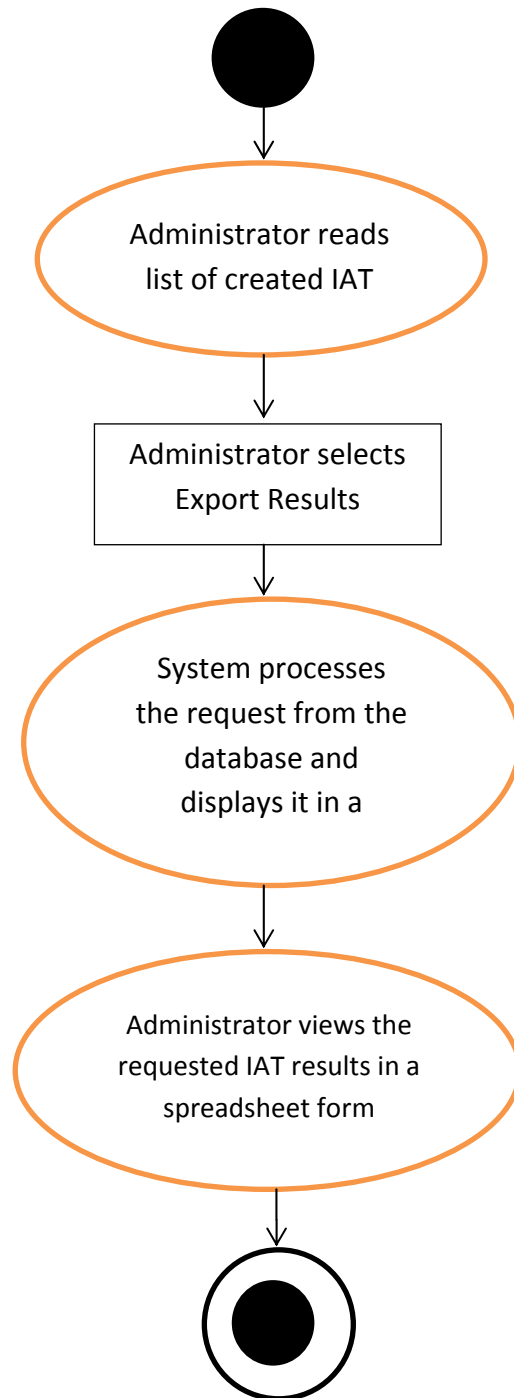 Administrator reads
list of created IAT
Administrator selects
Export Results
System processes
the request from the
database and
displays it in a
Administrator views the
requested IAT results in a
spreadsheet form